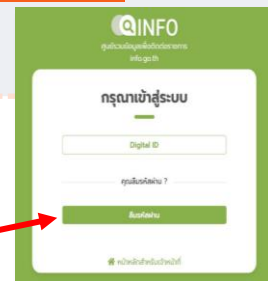 INFO
ศูนย์รวมข้อมูลเพื่อติดต่อราชการ
info.go.th
กรุณาเข้าสู่ระบบ
Digital ID
คุณลืมรหัสผ่าน ?
ลืมรหัสผ่าน
หน้าหลักสำหรับเจ้าหน้าที่